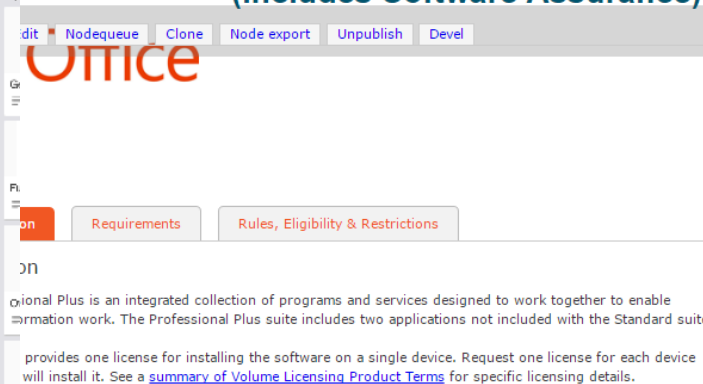 (Includes Software Assurance)
dit Nodequeue Clone Node export Unpublish Devel
Office
on Requirements Rules, Eligibility & Restrictions
on
ional Plus is an integrated collection of programs and services designed to work together to enable
ormation work. The Professional Plus suite includes two applications not included with the Standard suite
provides one license for installing the software on a single device. Request one license for each device
will install it. See a summary of Volume Licensing Product Terms for specific licensing details.